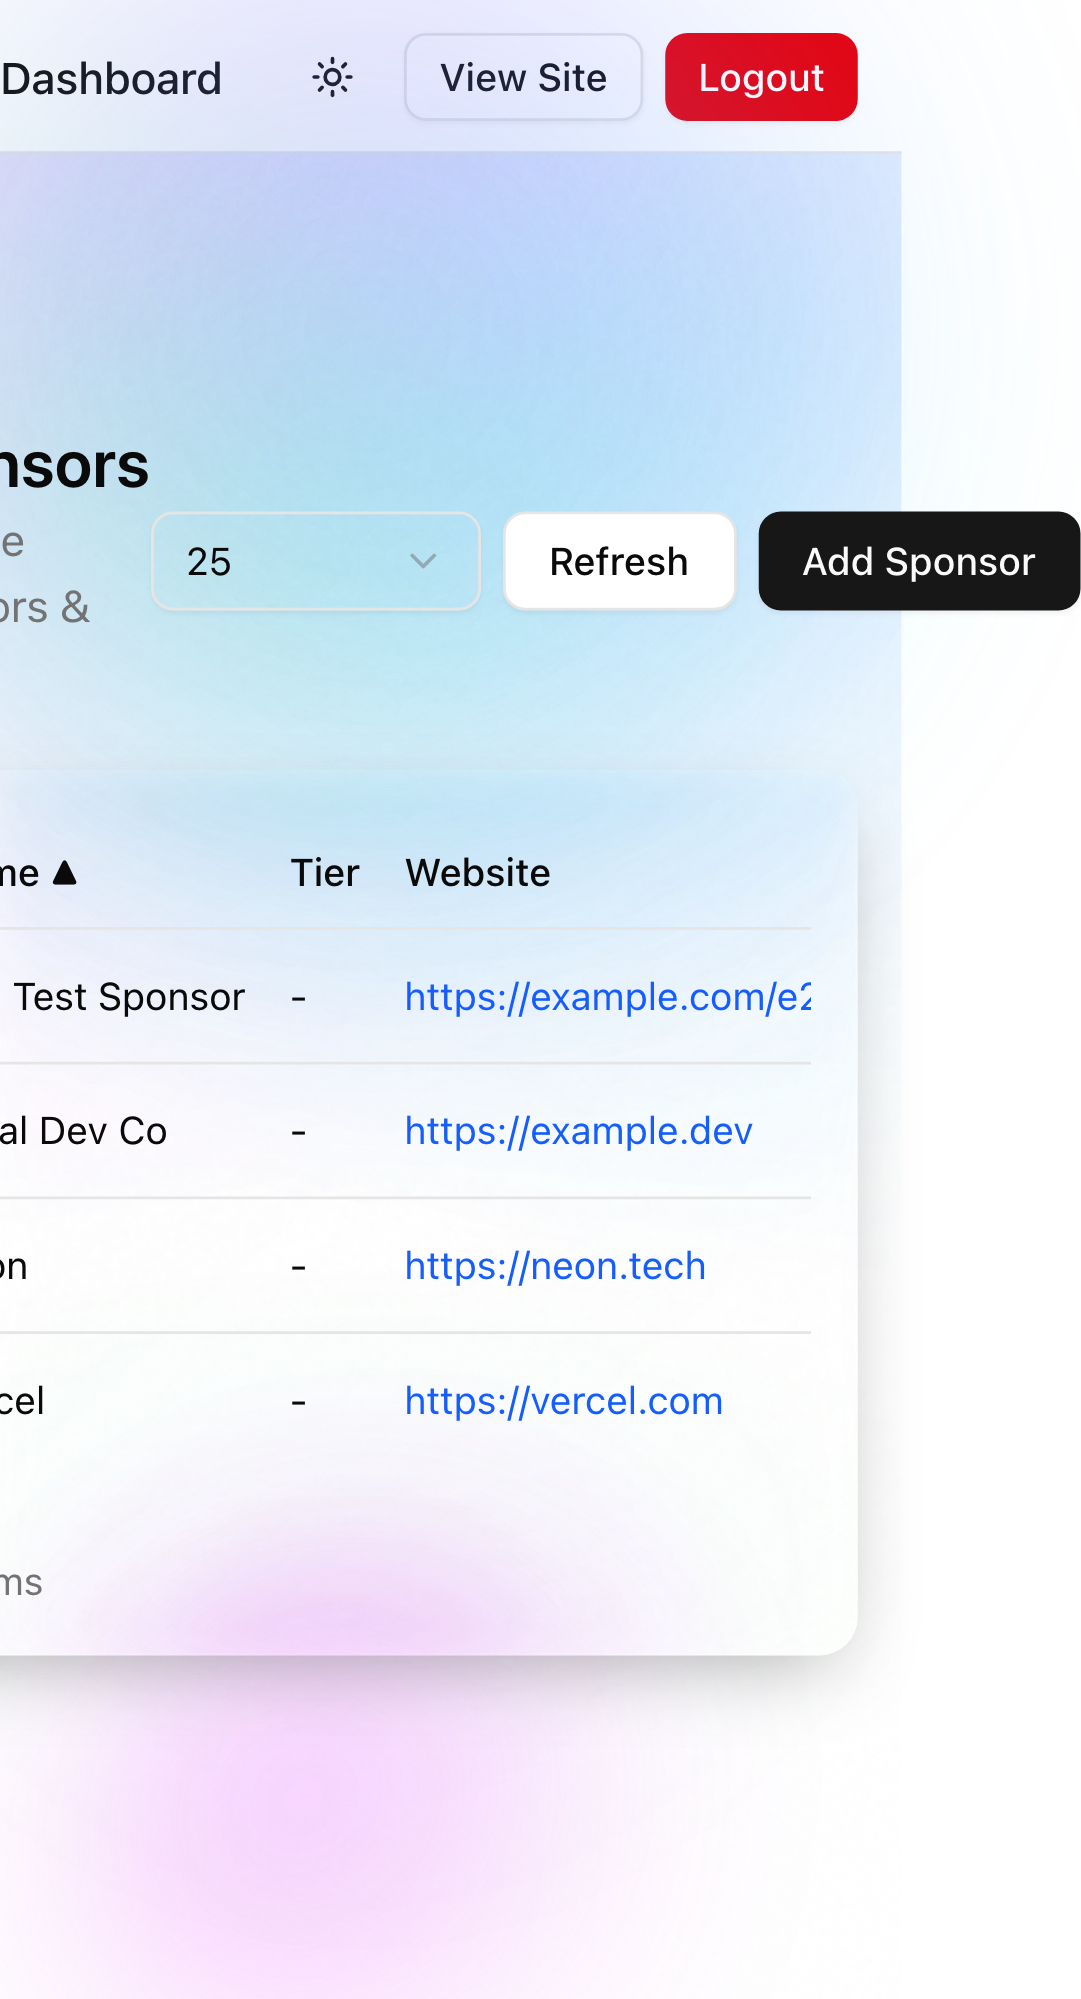 Dashboard View Site Logout
nsors
e
ors &
25 Refresh Add Sponsor
me ▲ Tier Website
Test Sponsor - https://example.com/e2
al Dev Co - https://example.dev
on - https://neon.tech
cel - https://vercel.com
ms